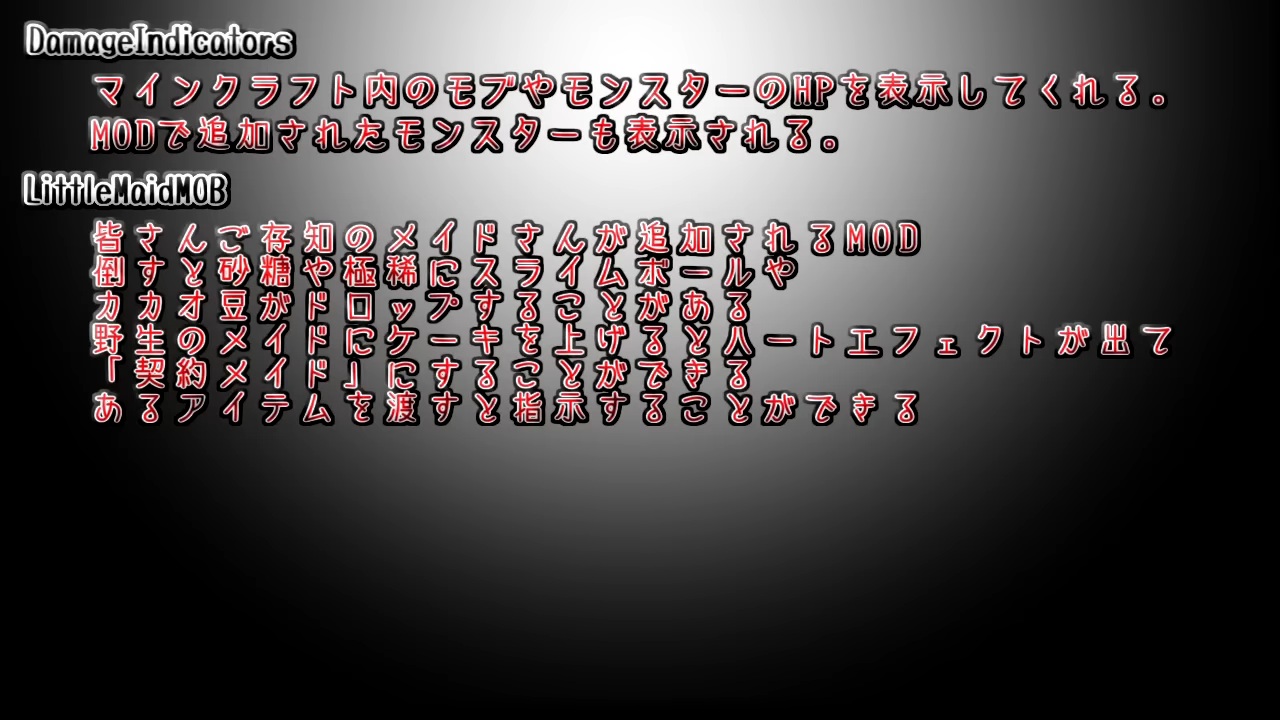 DamageIndicators
マインクラフト内のモブやモンスターのHPを表示してくれる。
MODで追加されたモンスターも表示される。
LittleMaidMOB
皆さんご存知のメイドさんが追加されるMOD
倒すと砂糖や極稀にスライムボールや
カカオ豆がドロップすることがある
野生のメイドにケーキを上げるとハートエフェクトが出て
「契約メイド」にすることができる
あるアイテムを渡すと指示することができる